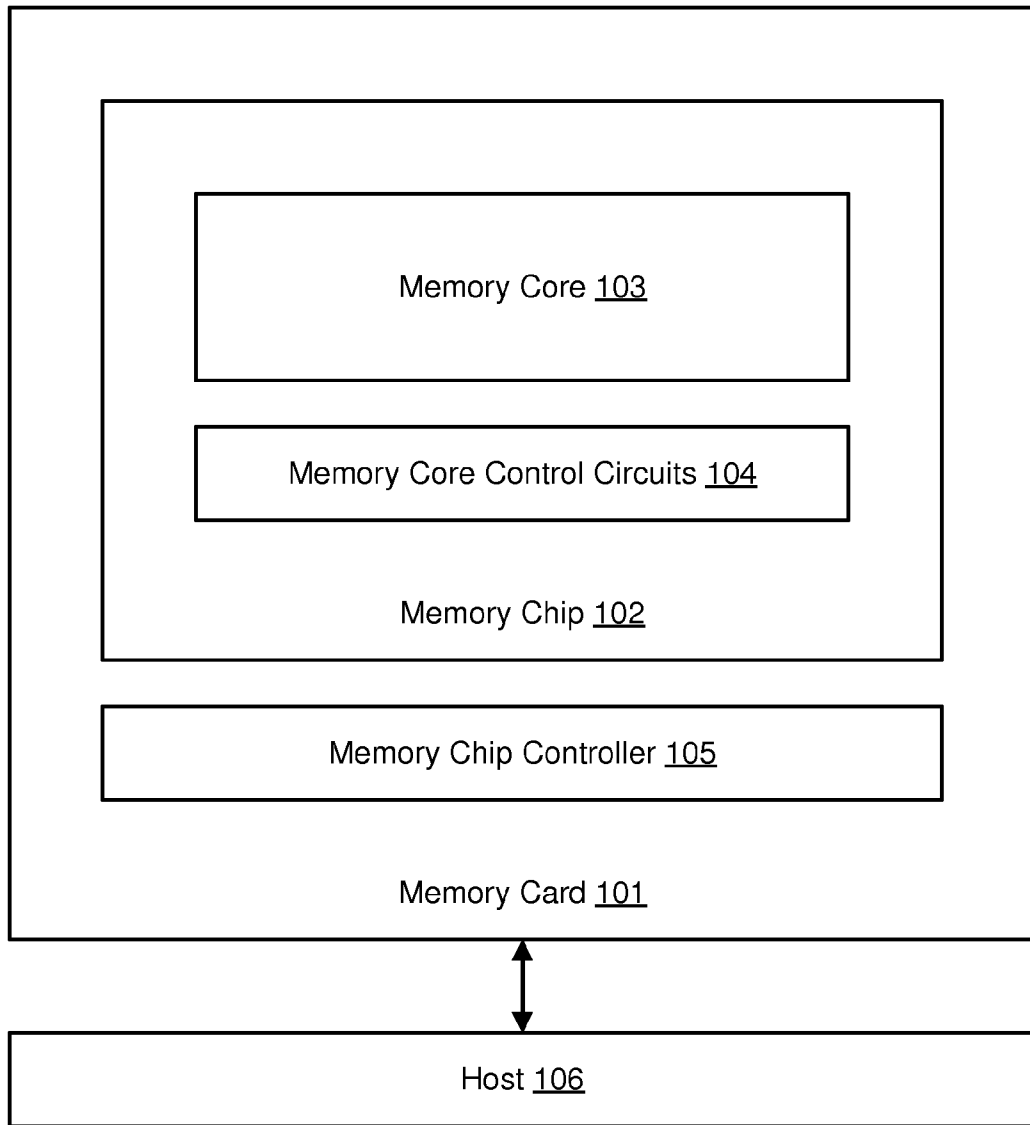 Memory Core 103
Memory Core Control Circuits 104
Memory Chip 102
Memory Chip Controller 105
Memory Card 101
Host 106